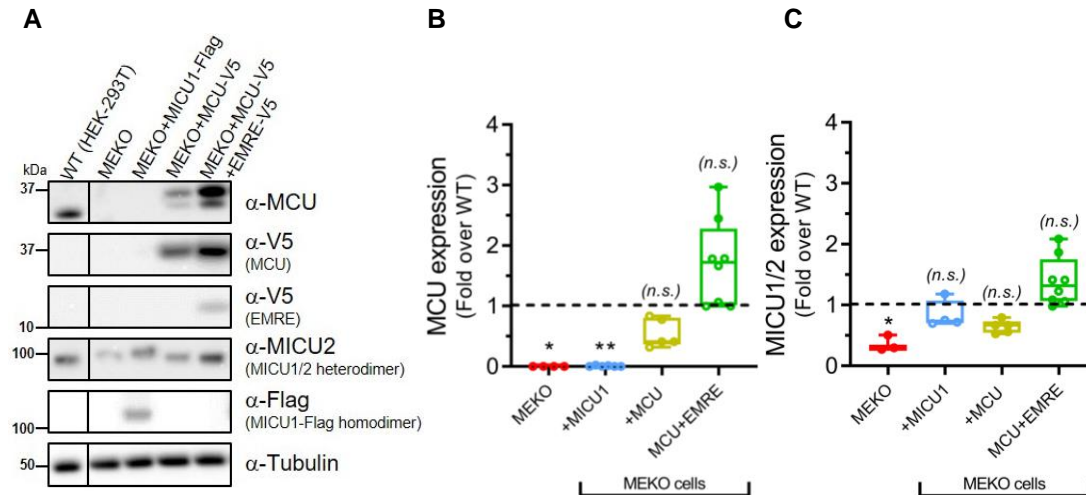 A
WT (HEK-293T)
MEKO
MEKO+MICU1-Flag
MEKO+MCU-V5
MEKO+MCU-V5
+EMRE-V5
kDa
37
α-MCU
37
α-V5
(MCU)
α-V5
(EMRE)
10
100
α-MICU2
(MICU1/2 heterodimer)
α-Flag
(MICU1-Flag homodimer)
100
50
α-Tubulin
B
MCU expression
(Fold over WT)
4
3
2
1
0
*
**
(n.s.)
(n.s.)
MEKO
+MICU1
+MCU
MCU+EMRE
MEKO cells
C
MICU1/2 expression
(Fold over WT)
4
3
2
1
0
*
(n.s.)
(n.s.)
(n.s.)
MEKO
+MICU1
+MCU
MCU+EMRE
MEKO cells